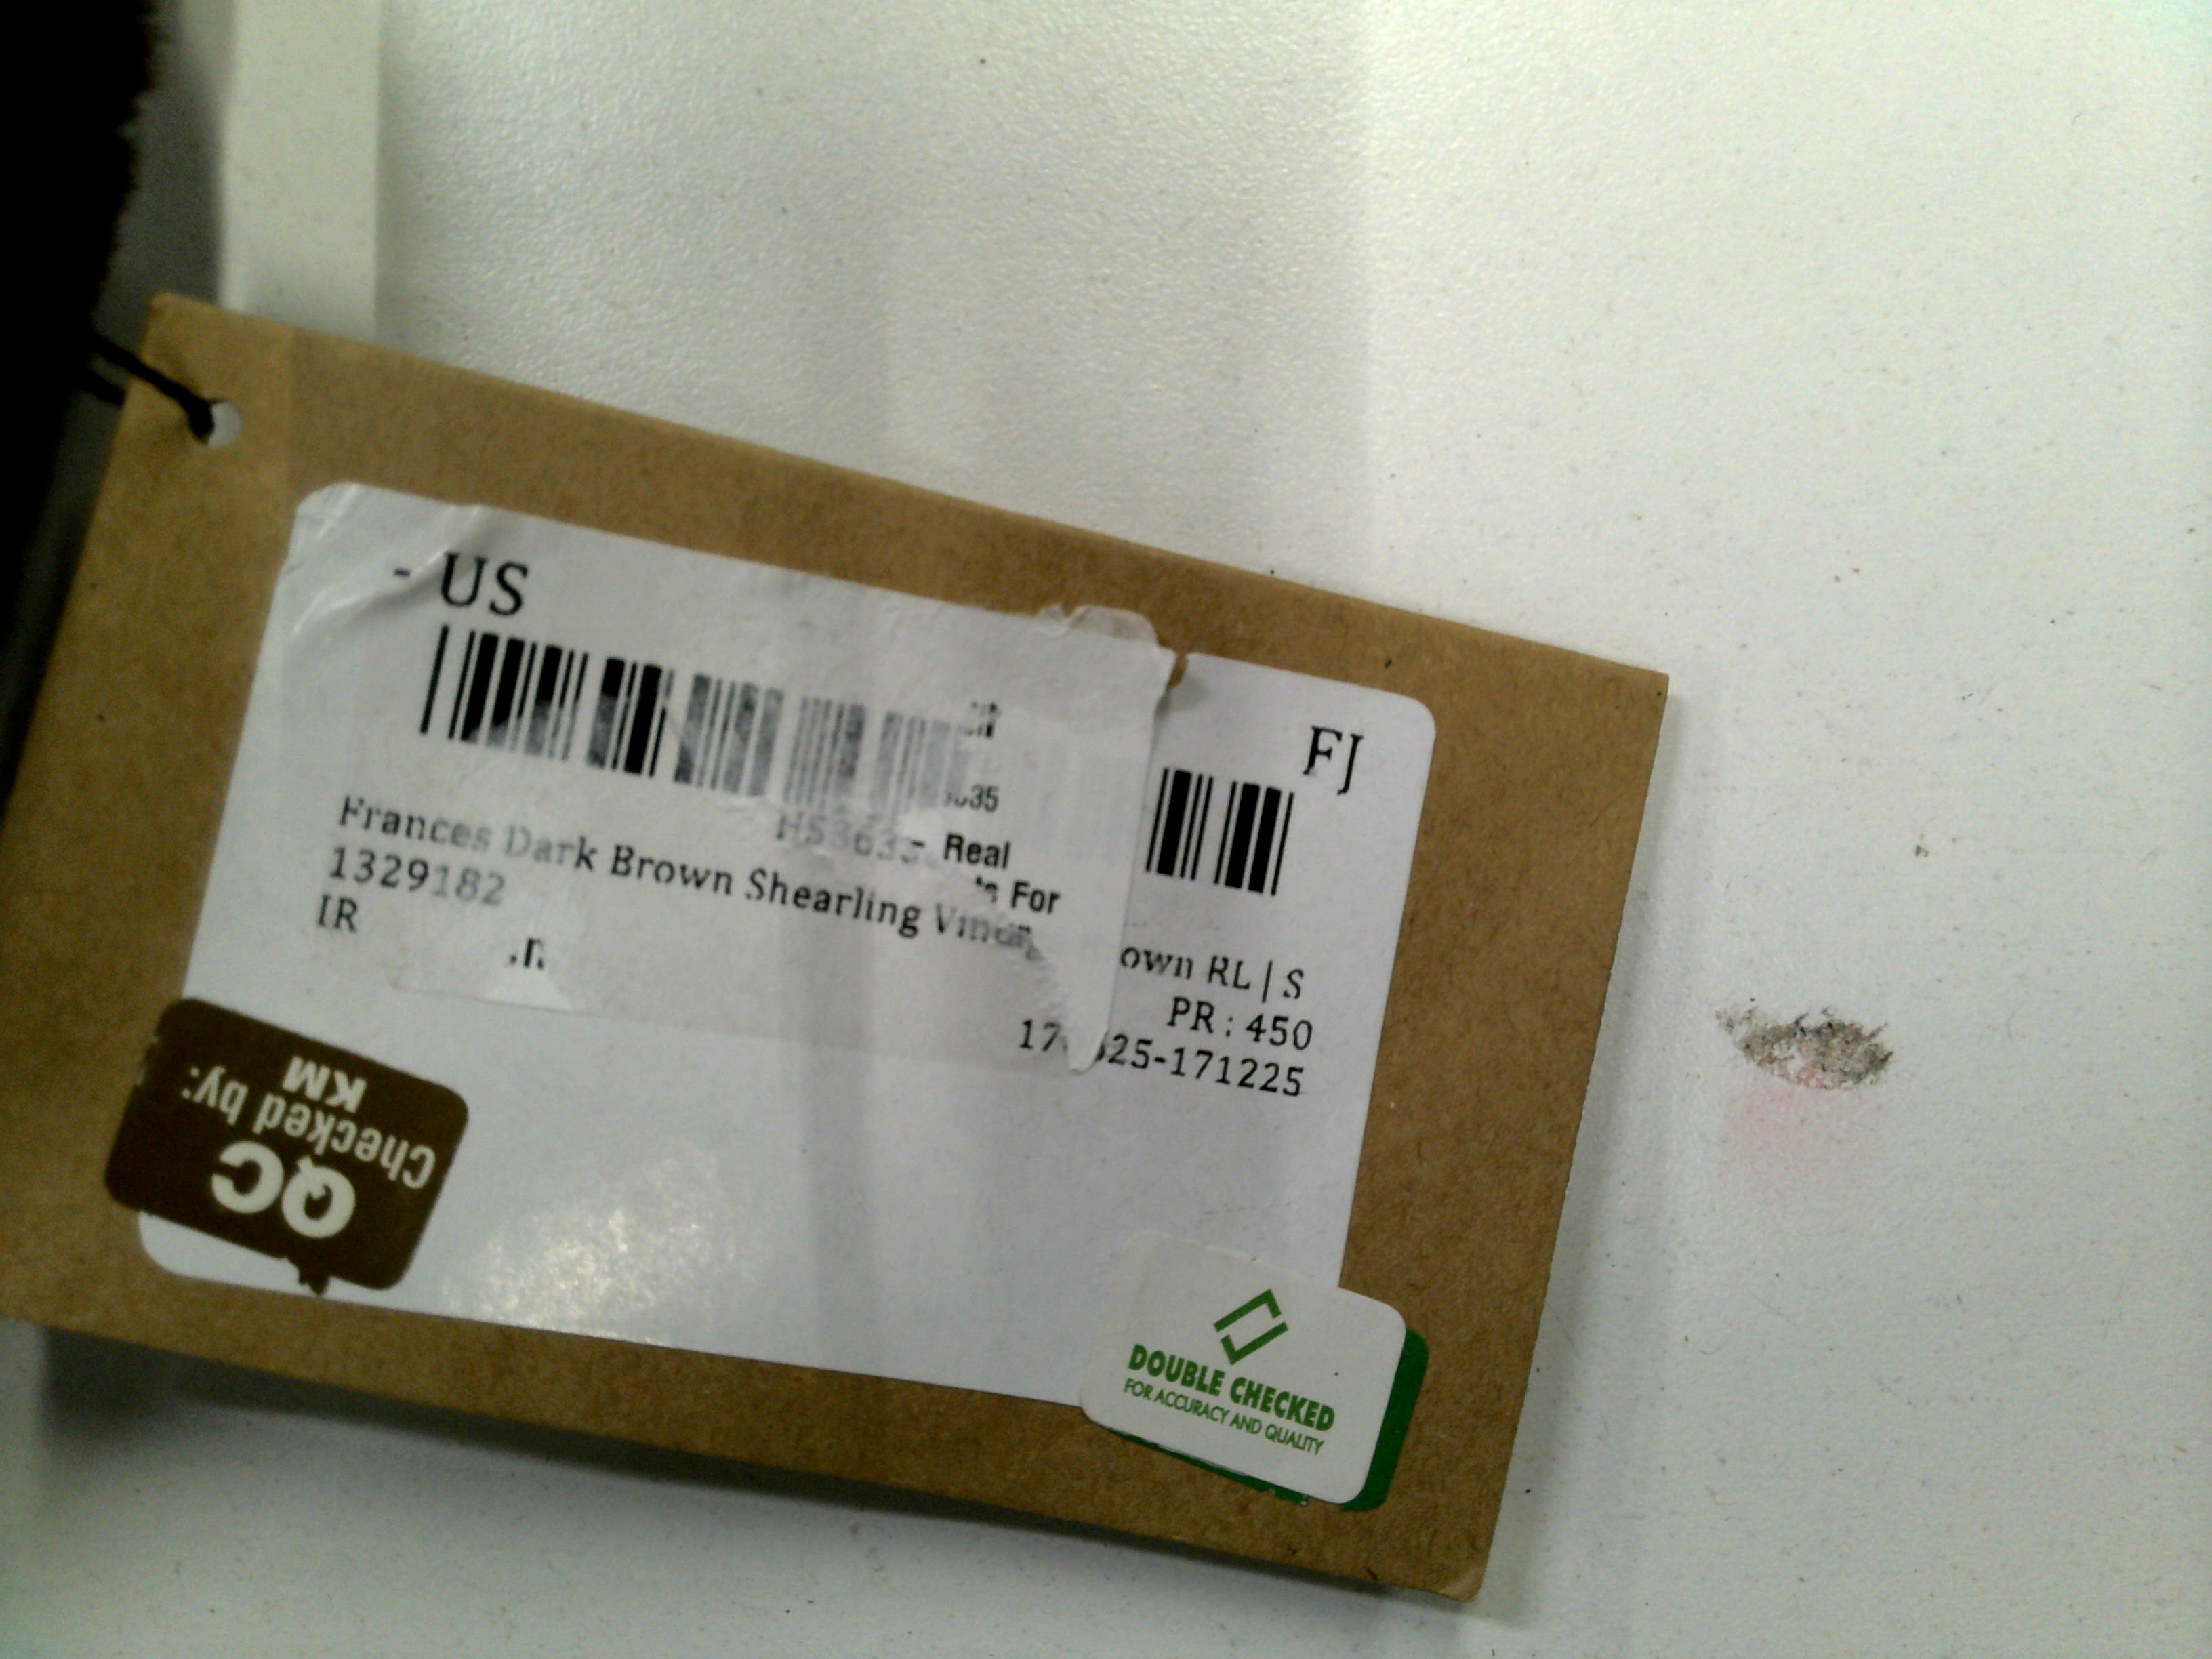 - US
FJ
35
- Real
For
Frances Dark Brown Shearling
own RL | S
1329182
PR : 450
IR
25-171225
QC
Checked by:
KM
DOUBLE CHECKED
FOR ACCURACY AND QUALITY